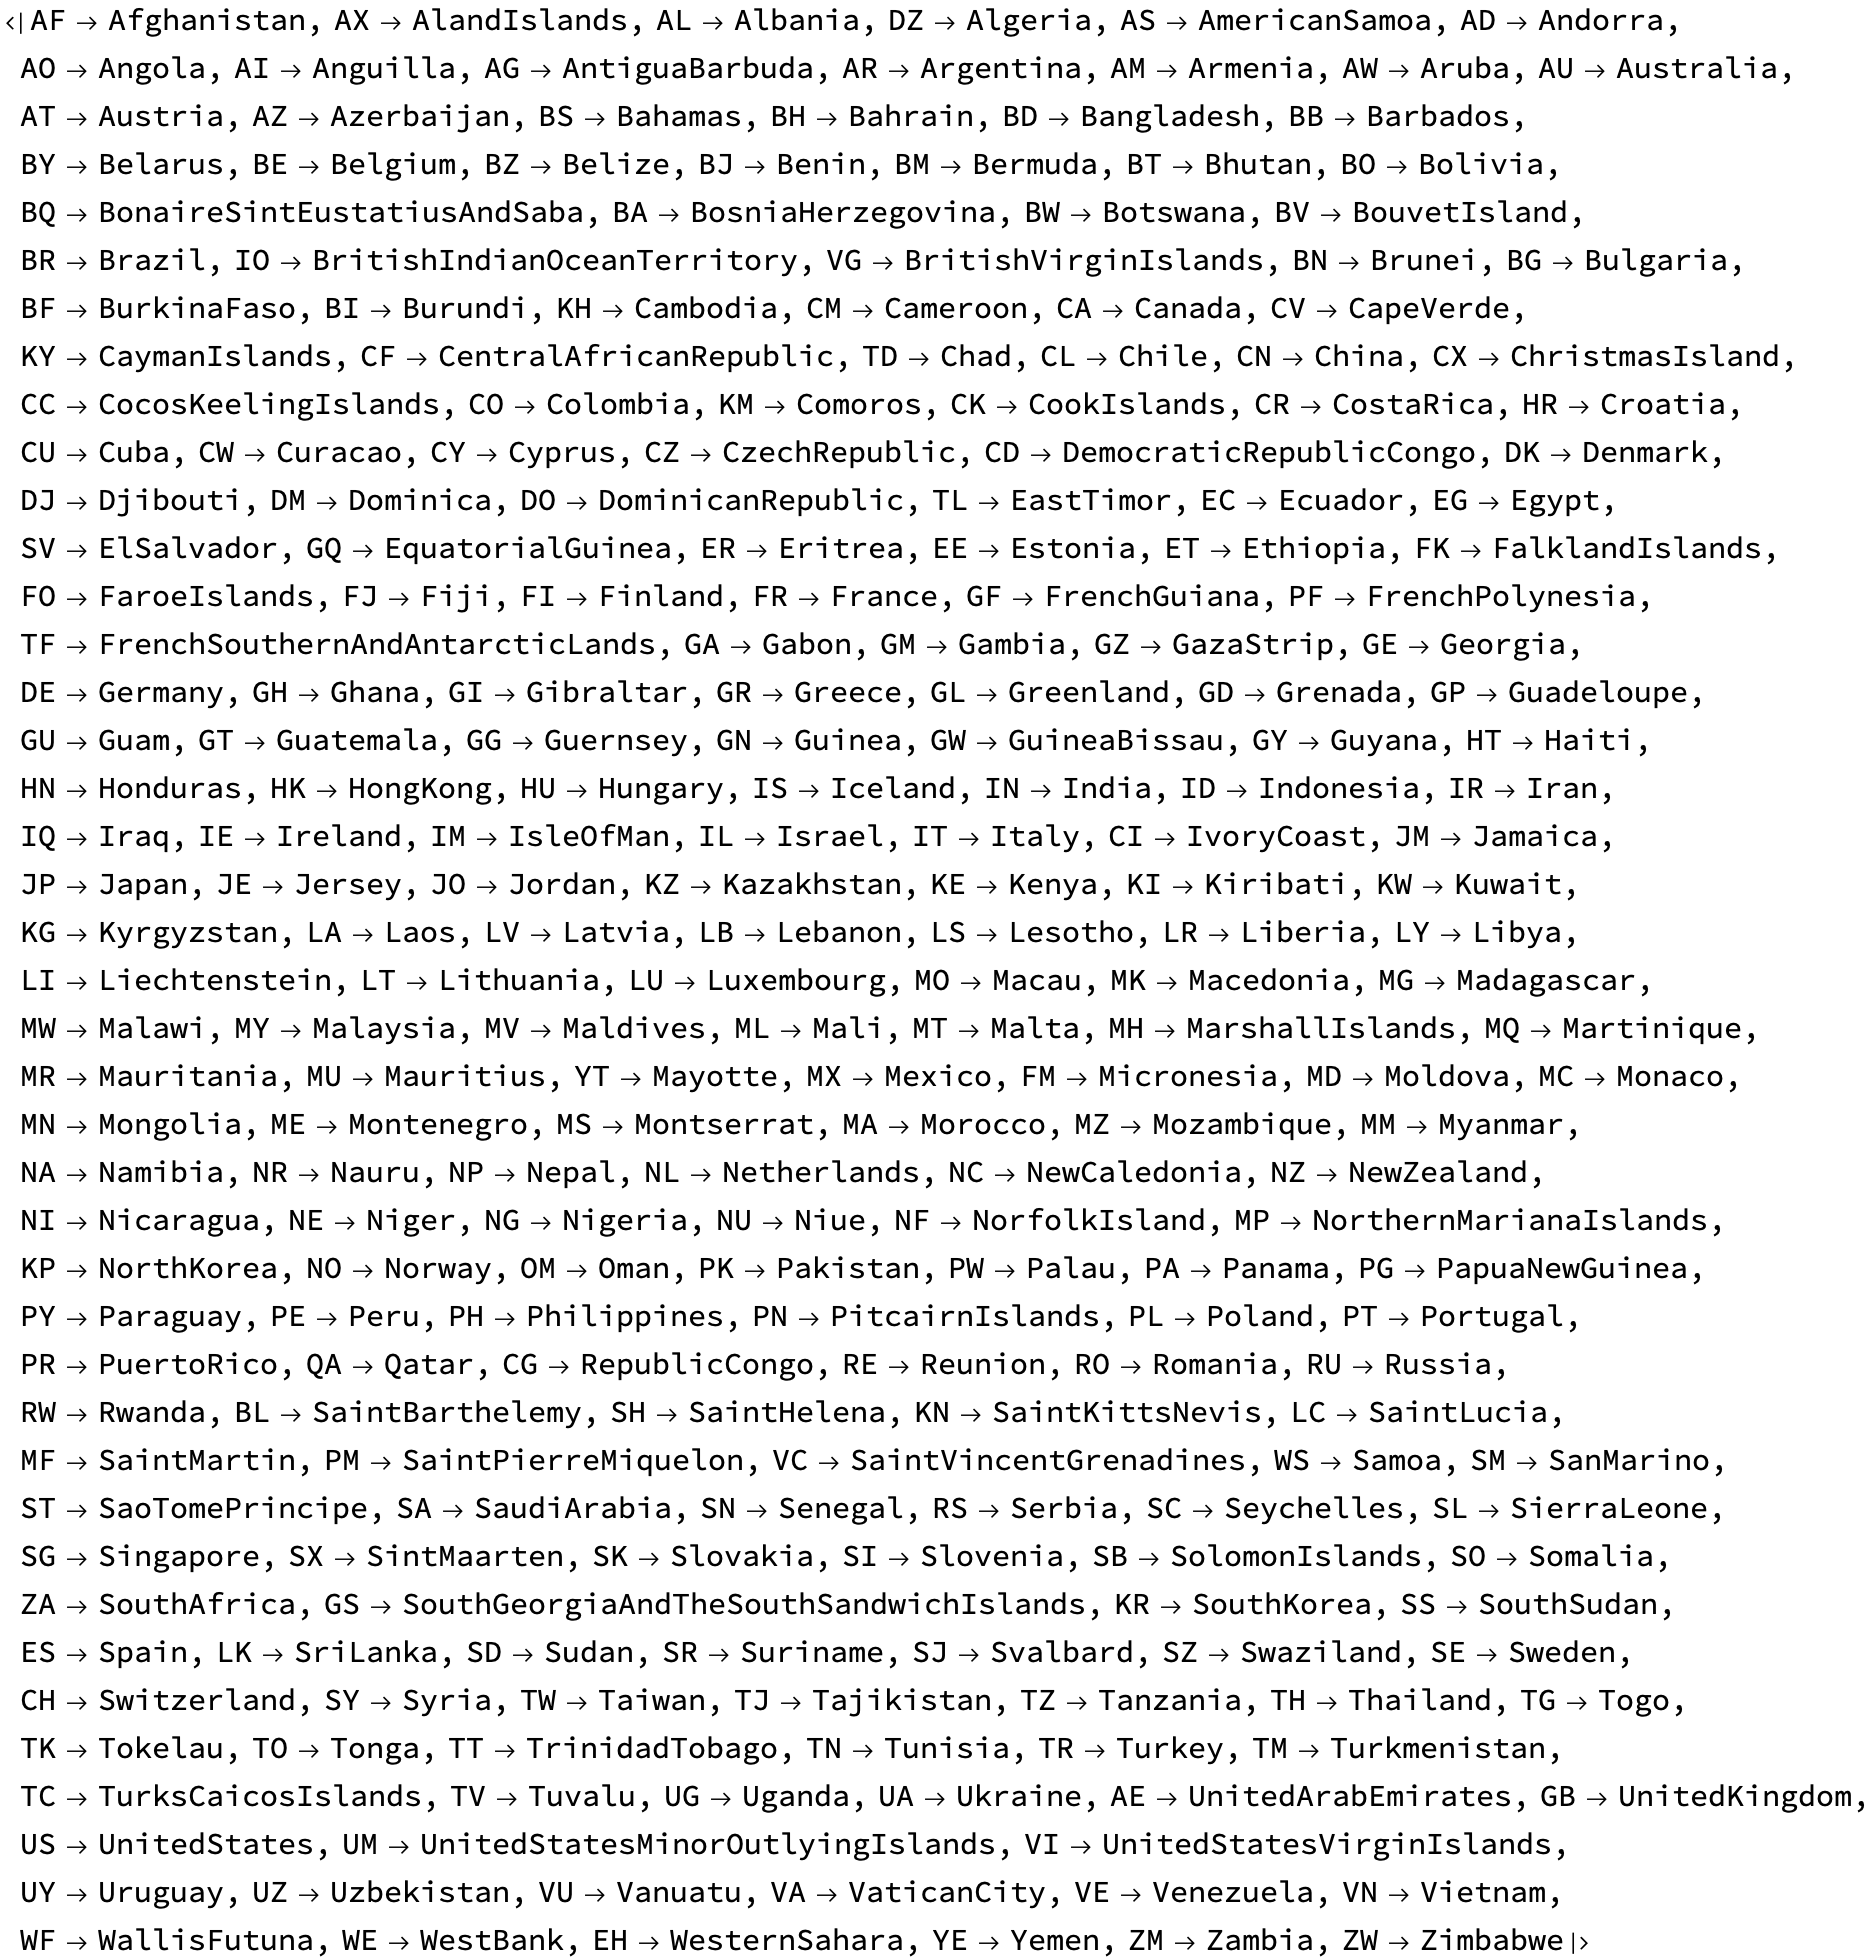 <| AF → Afghanistan, AX → AlandIslands, AL → Albania, DZ → Algeria, AS → AmericanSamoa, AD → Andorra,
AO → Angola, AI → Anguilla, AG → AntiguaBarbuda, AR → Argentina, AM → Armenia, AW → Aruba, AU → Australia,
AT → Austria, AZ → Azerbaijan, BS → Bahamas, BH → Bahrain, BD → Bangladesh, BB → Barbados,
BY → Belarus, BE → Belgium, BZ → Belize, BJ → Benin, BM → Bermuda, BT → Bhutan, BO → Bolivia,
BQ → BonaireSintEustatiusAndSaba, BA → BosniaHerzegovina, BW → Botswana, BV → BouvetIsland,
BR → Brazil, IO → BritishIndianOceanTerritory, VG → BritishVirginIslands, BN → Brunei, BG → Bulgaria,
BF → BurkinaFaso, BI → Burundi, KH → Cambodia, CM → Cameroon, CA → Canada, CV → CapeVerde,
KY → CaymanIslands, CF → CentralAfricanRepublic, TD → Chad, CL → Chile, CN → China, CX → ChristmasIsland,
CC → CocosKeelingIslands, CO → Colombia, KM → Comoros, CK → CookIslands, CR → CostaRica, HR → Croatia,
CU → Cuba, CW → Curacao, CY → Cyprus, CZ → CzechRepublic, CD → DemocraticRepublicCongo, DK → Denmark,
DJ → Djibouti, DM → Dominica, DO → DominicanRepublic, TL → EastTimor, EC → Ecuador, EG → Egypt,
SV → ElSalvador, GQ → EquatorialGuinea, ER → Eritrea, EE → Estonia, ET → Ethiopia, FK → FalklandIslands,
FO → FaroeIslands, FJ → Fiji, FI → Finland, FR → France, GF → FrenchGuiana, PF → FrenchPolynesia,
TF → FrenchSouthernAndAntarcticLands, GA → Gabon, GM → Gambia, GZ → GazaStrip, GE → Georgia,
DE → Germany, GH → Ghana, GI → Gibraltar, GR → Greece, GL → Greenland, GD → Grenada, GP → Guadeloupe,
GU → Guam, GT → Guatemala, GG → Guernsey, GN → Guinea, GW → GuineaBissau, GY → Guyana, HT → Haiti,
HN → Honduras, HK → HongKong, HU → Hungary, IS → Iceland, IN → India, ID → Indonesia, IR → Iran,
IQ → Iraq, IE → Ireland, IM → IsleOfMan, IL → Israel, IT → Italy, CI → IvoryCoast, JM → Jamaica,
JP → Japan, JE → Jersey, JO → Jordan, KZ → Kazakhstan, KE → Kenya, KI → Kiribati, KW → Kuwait,
KG → Kyrgyzstan, LA → Laos, LV → Latvia, LB → Lebanon, LS → Lesotho, LR → Liberia, LY → Libya,
LI → Liechtenstein, LT → Lithuania, LU → Luxembourg, MO → Macau, MK → Macedonia, MG → Madagascar,
MW → Malawi, MY → Malaysia, MV → Maldives, ML → Mali, MT → Malta, MH → MarshallIslands, MQ → Martinique,
MR → Mauritania, MU → Mauritius, YT → Mayotte, MX → Mexico, FM → Micronesia, MD → Moldova, MC → Monaco,
MN → Mongolia, ME → Montenegro, MS → Montserrat, MA → Morocco, MZ → Mozambique, MM → Myanmar,
NA → Namibia, NR → Nauru, NP → Nepal, NL → Netherlands, NC → NewCaledonia, NZ → NewZealand,
NI → Nicaragua, NE → Niger, NG → Nigeria, NU → Niue, NF → NorfolkIsland, MP → NorthernMarianaIslands,
KP → NorthKorea, NO → Norway, OM → Oman, PK → Pakistan, PW → Palau, PA → Panama, PG → PapuaNewGuinea,
PY → Paraguay, PE → Peru, PH → Philippines, PN → PitcairnIslands, PL → Poland, PT → Portugal,
PR → PuertoRico, QA → Qatar, CG → RepublicCongo, RE → Reunion, RO → Romania, RU → Russia,
RW → Rwanda, BL → SaintBarthelemy, SH → SaintHelena, KN → SaintKittsNevis, LC → SaintLucia,
MF → SaintMartin, PM → SaintPierreMiquelon, VC → SaintVincentGrenadines, WS → Samoa, SM → SanMarino,
ST → SaoTomePrincipe, SA → SaudiArabia, SN → Senegal, RS → Serbia, SC → Seychelles, SL → SierraLeone,
SG → Singapore, SX → SintMaarten, SK → Slovakia, SI → Slovenia, SB → SolomonIslands, SO → Somalia,
ZA → SouthAfrica, GS → SouthGeorgiaAndTheSouthSandwichIslands, KR → SouthKorea, SS → SouthSudan,
ES → Spain, LK → SriLanka, SD → Sudan, SR → Suriname, SJ → Svalbard, SZ → Swaziland, SE → Sweden,
CH → Switzerland, SY → Syria, TW → Taiwan, TJ → Tajikistan, TZ → Tanzania, TH → Thailand, TG → Togo,
TK → Tokelau, TO → Tonga, TT → TrinidadTobago, TN → Tunisia, TR → Turkey, TM → Turkmenistan,
TC → TurksCaicosIslands, TV → Tuvalu, UG → Uganda, UA → Ukraine, AE → UnitedArabEmirates, GB → UnitedKingdom,
US → UnitedStates, UM → UnitedStatesMinorOutlyingIslands, VI → UnitedStatesVirginIslands,
UY → Uruguay, UZ → Uzbekistan, VU → Vanuatu, VA → VaticanCity, VE → Venezuela, VN → Vietnam,
WF → WallisFutuna, WE → WestBank, EH → WesternSahara, YE → Yemen, ZM → Zambia, ZW → Zimbabwe |>